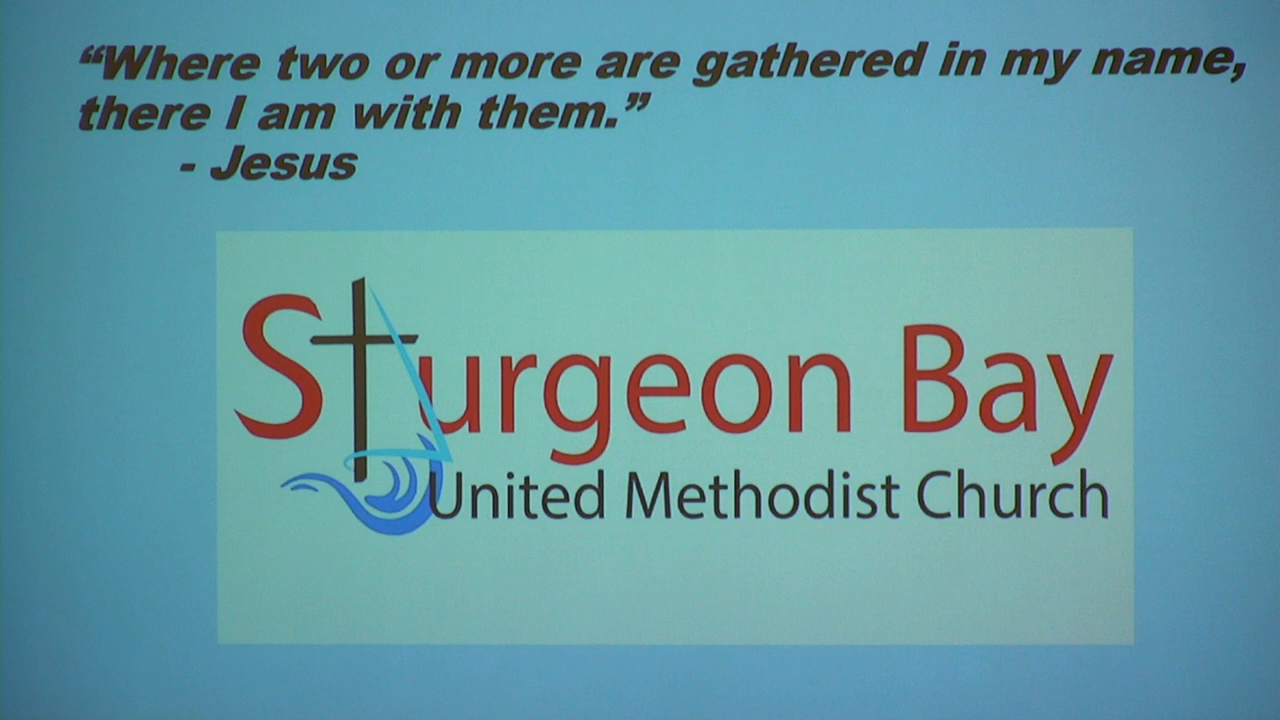 “Where two or more are gathered in my name,
there I am with them.”
- Jesus
Sturgeon Bay
United Methodist Church